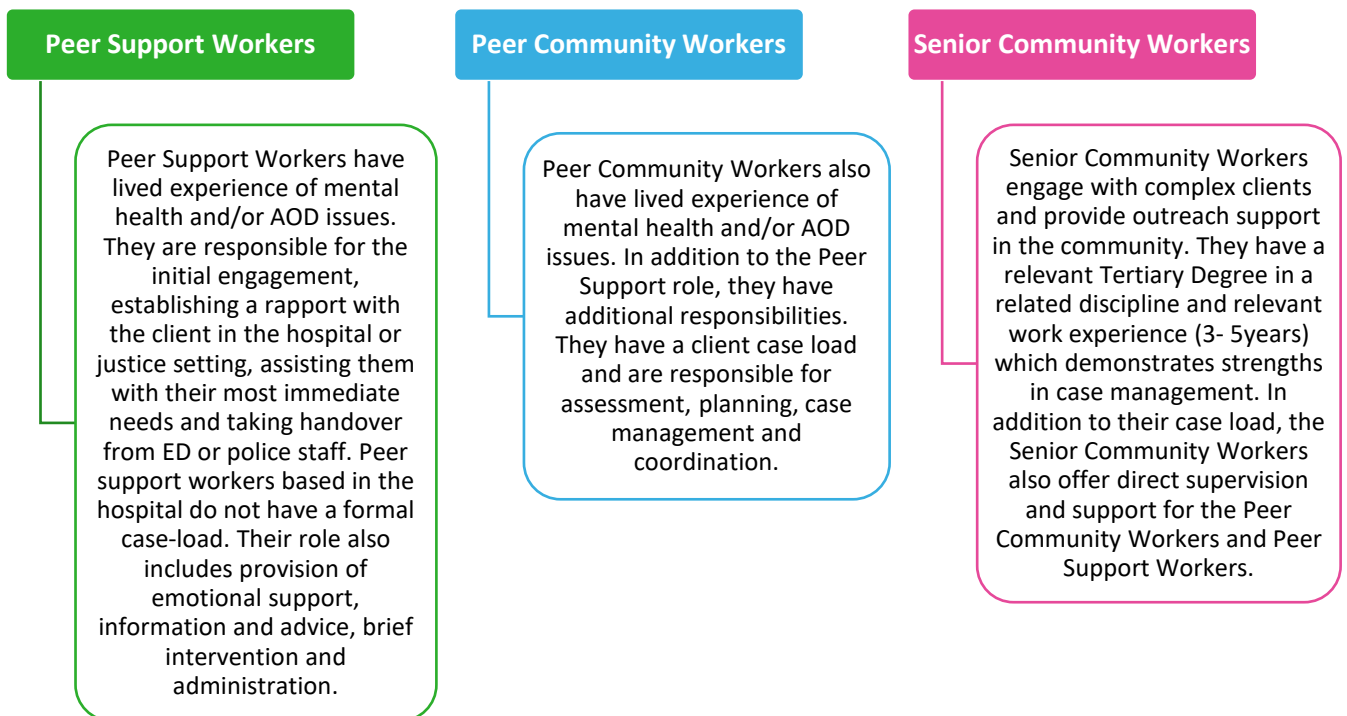 Peer Support Workers
Peer Support Workers have
lived experience of mental
health and/or AOD issues.
They are responsible for the
initial engagement,
establishing a rapport with
the client in the hospital or
justice setting, assisting them
with their most immediate
needs and taking handover
from ED or police staff. Peer
support workers based in the
hospital do not have a formal
case-load. Their role also
includes provision of
emotional support,
information and advice, brief
intervention and
administration.
Peer Community Workers
Peer Community Workers also
have lived experience of
mental health and/or AOD
issues. In addition to the Peer
Support role, they have
additional responsibilities.
They have a client case load
and are responsible for
assessment, planning, case
management and
coordination.
Senior Community Workers
Senior Community Workers
engage with complex clients
and provide outreach support
in the community. They have a
relevant Tertiary Degree in a
related discipline and relevant
work experience (3- 5years)
which demonstrates strengths
in case management. In
addition to their case load, the
Senior Community Workers
also offer direct supervision
and support for the Peer
Community Workers and Peer
Support Workers.